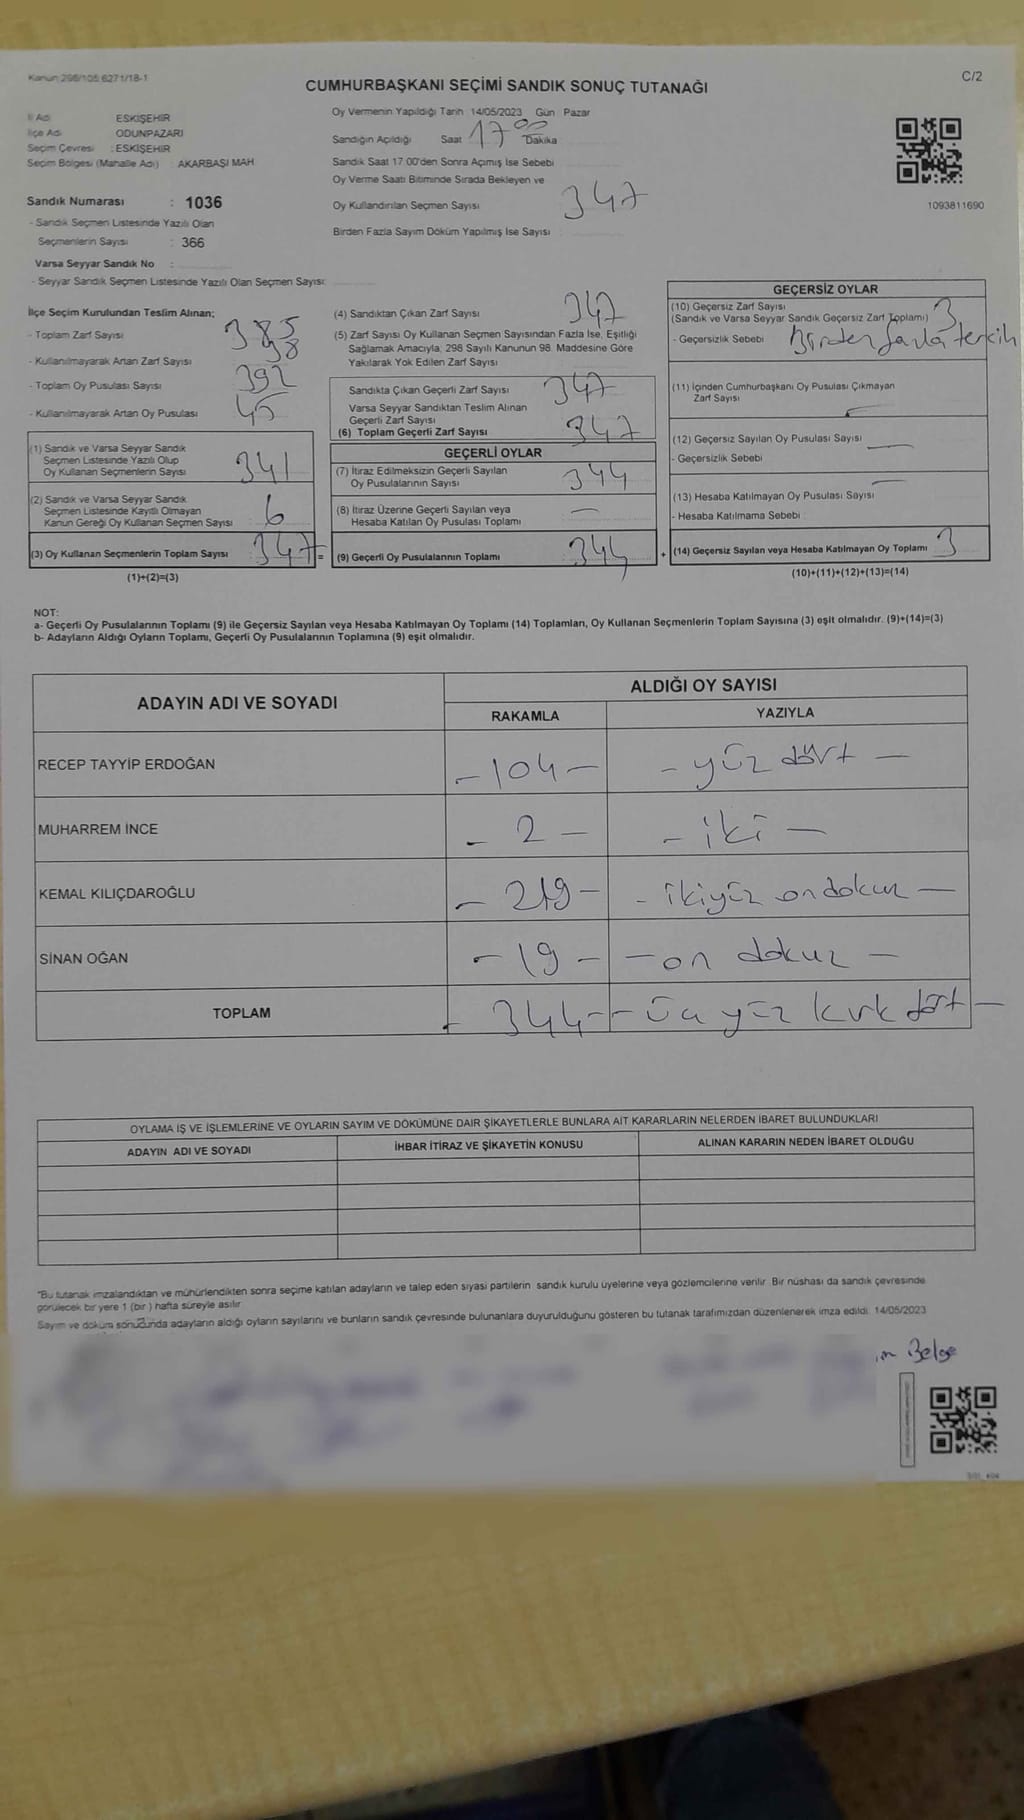 Kanun:298/105;6271/18-1
C/2
CUMHURBAŞKANI SEÇİMİ SANDIK SONUÇ TUTANAĞI
İl Adı ESKİŞEHİR
İlçe Adı ODUNPAZARI
Seçim Çevresi :ESKİŞEHİR
Seçim Bölgesi (Mahalle Adı) : AKARBAŞI MAH
Sandık Numarası : 1036
- Sandık Seçmen Listesinde Yazılı Olan
Seçmenlerin Sayısı : 366
Varsa Seyyar Sandık No :
- Seyyar Sandık Seçmen Listesinde Yazılı Olan Seçmen Sayısı:
Oy Vermenin Yapıldığı Tarih 14/05/2023 Gün Pazar
Sandığın Açıldığı Saat 17 00 Dakika
Sandık Saat 17:00'den Sonra Açımış İse Sebebi
Oy Verme Saati Bitiminde Sırada Bekleyen ve
Oy Kullandırılan Seçmen Sayısı 347
Birden Fazla Sayım Döküm Yapılmış İse Sayısı
1093811690
İlçe Seçim Kurulundan Teslim Alınan;
- Toplam Zarf Sayısı 385
- Kullanılmayarak Artan Zarf Sayısı 38
- Toplam Oy Pusulası Sayısı 392
- Kullanılmayarak Artan Oy Pusulası 45
(1) Sandık ve Varsa Seyyar Sandık
Seçmen Listesinde Yazılı Olup
Oy Kullanan Seçmenlerin Sayısı 341
(2) Sandık ve Varsa Seyyar Sandık
Seçmen Listesinde Kayıtlı Olmayan
Kanun Gereği Oy Kullanan Seçmen Sayısı 6
(3) Oy Kullanan Seçmenlerin Toplam Sayısı 347 =
(1)+(2)=(3)
(4) Sandıktan Çıkan Zarf Sayısı 347
(5) Zarf Sayısı Oy Kullanan Seçmen Sayısından Fazla İse, Eşitliği
Sağlamak Amacıyla, 298 Sayılı Kanunun 98. Maddesine Göre
Yakılarak Yok Edilen Zarf Sayısı
Sandıkta Çıkan Geçerli Zarf Sayısı 347
Varsa Seyyar Sandıktan Teslim Alınan
Geçerli Zarf Sayısı
(6) Toplam Geçerli Zarf Sayısı 347
GEÇERLİ OYLAR
(7) İtiraz Edilmeksizin Geçerli Sayılan
Oy Pusulalarının Sayısı 344
(8) İtiraz Üzerine Geçerli Sayılan veya
Hesaba Katılan Oy Pusulası Toplamı —
(9) Geçerli Oy Pusulalarının Toplamı 344 +
GEÇERSİZ OYLAR
(10) Geçersiz Zarf Sayısı
(Sandık ve Varsa Seyyar Sandık Geçersiz Zarf Toplamı) 3
- Geçersizlik Sebebi Birden fazla tercih
(11) İçinden Cumhurbaşkanı Oy Pusulası Çıkmayan
Zarf Sayısı —
(12) Geçersiz Sayılan Oy Pusulası Sayısı —
- Geçersizlik Sebebi
(13) Hesaba Katılmayan Oy Pusulası Sayısı —
- Hesaba Katılmama Sebebi
(14) Geçersiz Sayılan veya Hesaba Katılmayan Oy Toplamı 3
(10)+(11)+(12)+(13)=(14)
NOT:
a- Geçerli Oy Pusulalarının Toplamı (9) ile Geçersiz Sayılan veya Hesaba Katılmayan Oy Toplamı (14) Toplamları, Oy Kullanan Seçmenlerin Toplam Sayısına (3) eşit olmalıdır. (9)+(14)=(3)
b- Adayların Aldığı Oyların Toplamı, Geçerli Oy Pusulalarının Toplamına (9) eşit olmalıdır.
ADAYIN ADI VE SOYADI
ALDIĞI OY SAYISI
RAKAMLA YAZIYLA
RECEP TAYYİP ERDOĞAN - 104 - - yüz dört -
MUHARREM İNCE - 2 - - iki -
KEMAL KILIÇDAROĞLU - 219 - - ikiyüz ondokuz -
SİNAN OĞAN - 19 - - on dokuz -
TOPLAM - 344 - - üç yüz kırk dört -
OYLAMA İŞ VE İŞLEMLERİNE VE OYLARIN SAYIM VE DÖKÜMÜNE DAİR ŞİKAYETLERLE BUNLARA AİT KARARLARIN NELERDEN İBARET BULUNDUKLARI
ADAYIN ADI VE SOYADI İHBAR İTİRAZ VE ŞİKAYETİN KONUSU ALINAN KARARIN NEDEN İBARET OLDUĞU
"Bu tutanak imzalandıktan ve mühürlendikten sonra seçime katılan adayların ve talep eden siyasi partilerin, sandık kurulu üyelerine veya gözlemcilerine verilir. Bir nüshası da sandık çevresinde
görülecek bir yere 1 (bir ) hafta süreyle asılır.
Sayım ve döküm sonucunda adayların aldığı oyların sayılarını ve bunların sandık çevresinde bulunanlara duyurulduğunu gösteren bu tutanak tarafımızdan düzenlenerek imza edildi. 14/05/2023
Belge